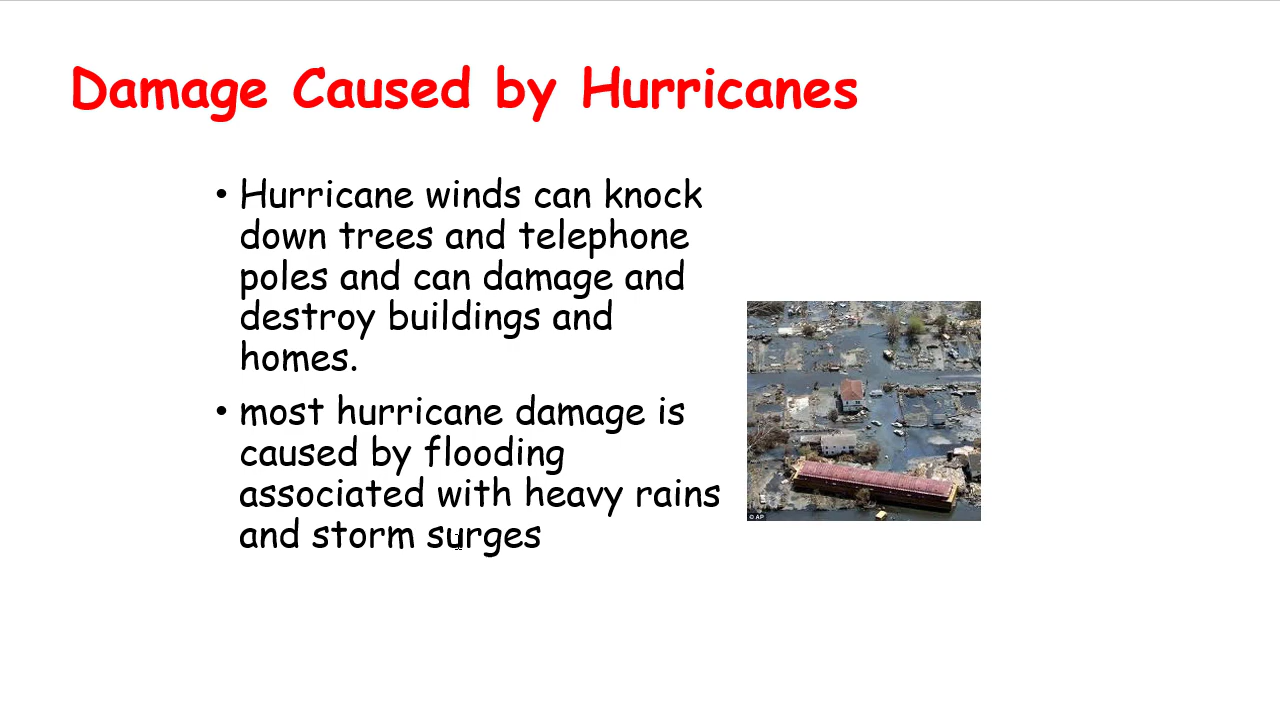 Damage Caused by Hurricanes
• Hurricane winds can knock
down trees and telephone
poles and can damage and
destroy buildings and
homes.
• most hurricane damage is
caused by flooding
associated with heavy rains
and storm surges
© AP